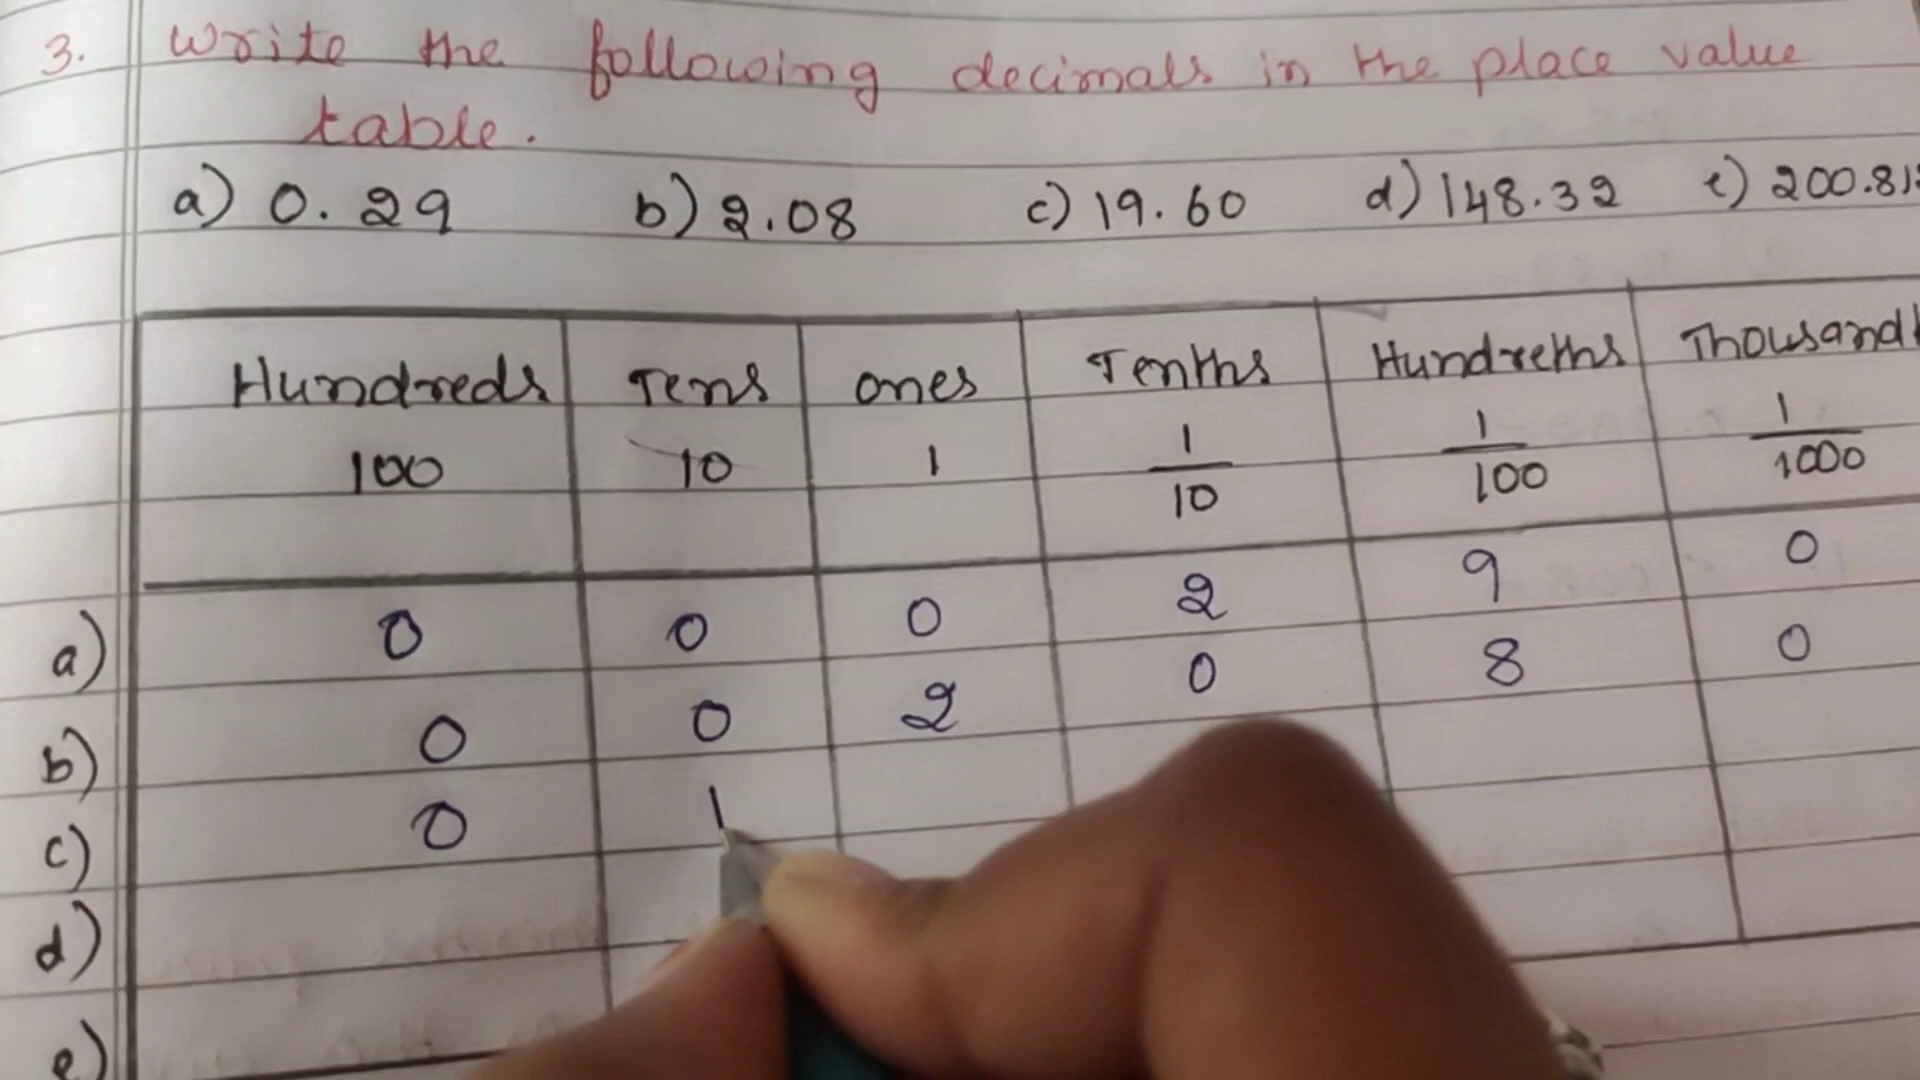 3. Write the following decimals in the place value
table.
a) 0.29 b) 2.08 c) 19.60 d) 148.32 e) 200.81
Hundreds Tens ones Tenths Hundreths Thousandt
100 10 1 1/10 1/100 1/1000
a) 0 0 0 2 9 0
b) 0 0 2 0 8 0
c) 0 1
d)
e)